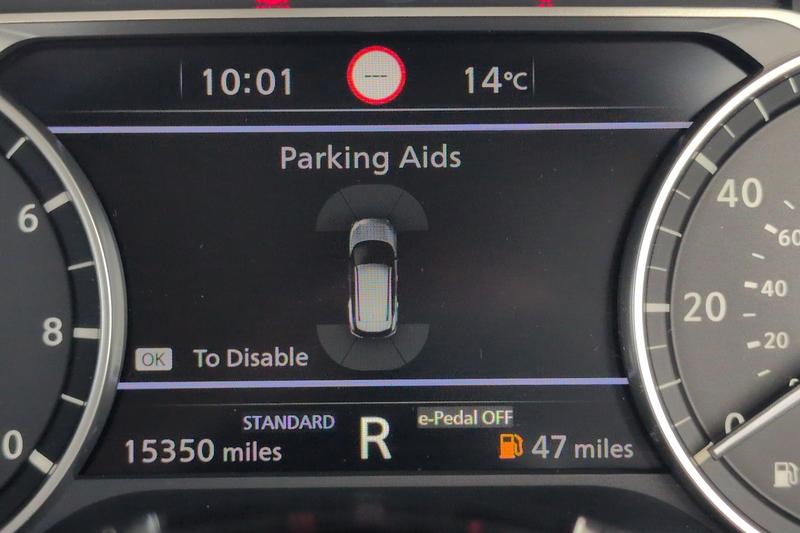 10:01
---
14°C
Parking Aids
OK To Disable
STANDARD
e-Pedal OFF
15350 miles
R
47 miles
6
8
0
40
20
0
60
40
20